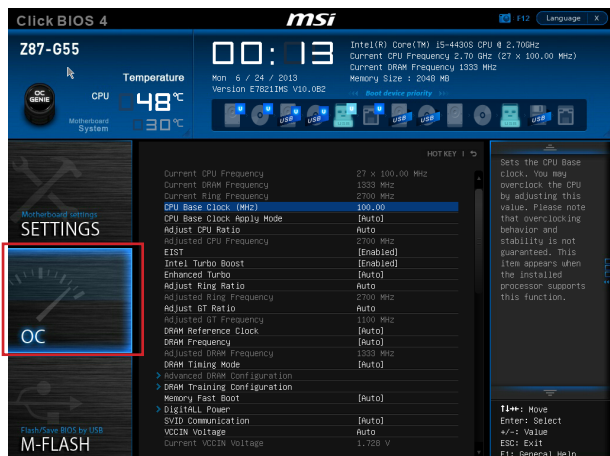 Click BIOS 4
msi
F12
Language
X
Z87-G55
OC
GENIE
Temperature
CPU
48°C
Motherboard
System
30°C
00: 13
Mon 6 / 24 / 2013
Version E7821IMS V10.0B2
Intel(R) Core(TM) i5-4430S CPU @ 2.70GHz
Current CPU Frequency 2.70 GHz (27 x 100.00 MHz)
Current DRAM Frequency 1333 MHz
Memory Size : 2048 MB
Boot device priority
USB
USB
USB
USB
USB
HOT KEY
Motherboard settings
SETTINGS
OC
Flash/Save BIOS by USB
M-FLASH
Current CPU Frequency 27 x 100.00 MHz
Current DRAM Frequency 1333 MHz
Current Ring Frequency 2700 MHz
CPU Base Clock (MHz) 100.00
CPU Base Clock Apply Mode [Auto]
Adjust CPU Ratio Auto
Adjusted CPU Frequency 2700 MHz
EIST [Enabled]
Intel Turbo Boost [Enabled]
Enhanced Turbo [Auto]
Adjust Ring Ratio Auto
Adjusted Ring Frequency 2700 MHz
Adjust GT Ratio Auto
Adjusted GT Frequency 1100 MHz
DRAM Reference Clock [Auto]
DRAM Frequency [Auto]
Adjusted DRAM Frequency 1333 MHz
DRAM Timing Mode [Auto]
> Advanced DRAM Configuration
> DRAM Training Configuration
Memory Fast Boot [Auto]
> DigitALL Power
SVID Communication [Auto]
VCCIN Voltage Auto
Current VCCIN Voltage 1.728 V
Sets the CPU Base
clock. You may
overclock the CPU
by adjusting this
value. Please note
that overclocking
behavior and
stability is not
guaranteed. This
item appears when
the installed
processor supports
this function.
↑↓→←: Move
Enter: Select
+/-: Value
ESC: Exit
F1: General Help